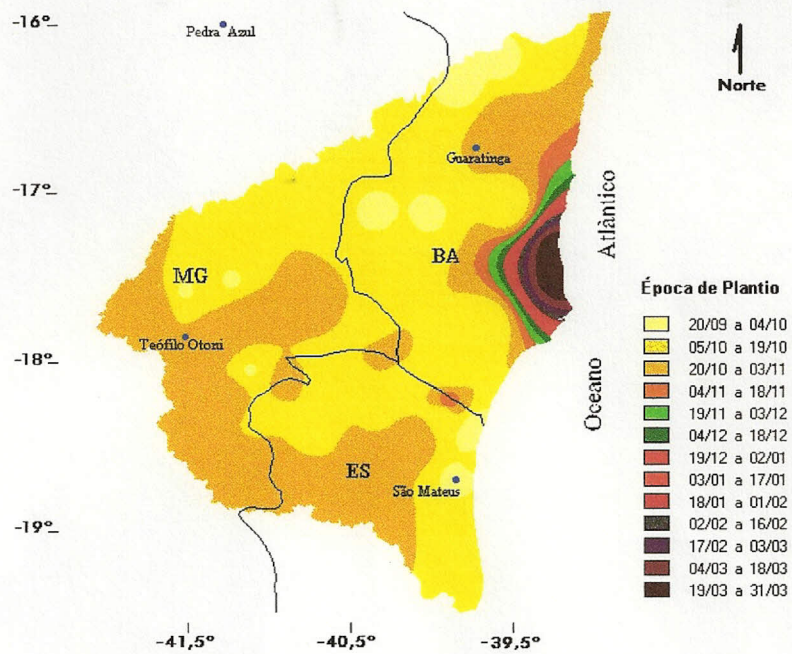 -16°
Pedra Azul
Norte
Guaratinga
-17°
Atlântico
MG
BA
Época de Plantio
20/09 a 04/10
05/10 a 19/10
20/10 a 03/11
04/11 a 18/11
19/11 a 03/12
04/12 a 18/12
19/12 a 02/01
03/01 a 17/01
18/01 a 01/02
02/02 a 16/02
17/02 a 03/03
04/03 a 18/03
19/03 a 31/03
Teófilo Otoni
-18°
Oceano
ES
São Mateus
-19°
-41,5°
-40,5°
-39,5°